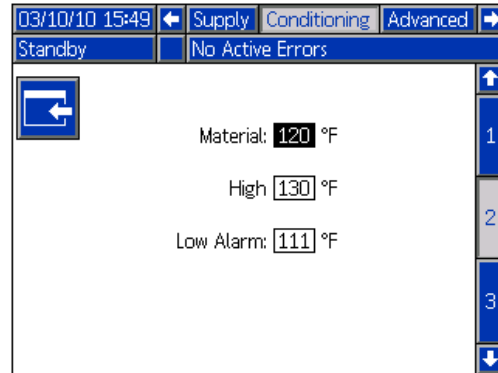 03/10/10 15:49 Supply Conditioning Advanced
Standby No Active Errors
Material: 120 °F
High 130 °F
Low Alarm: 111 °F
1
2
3